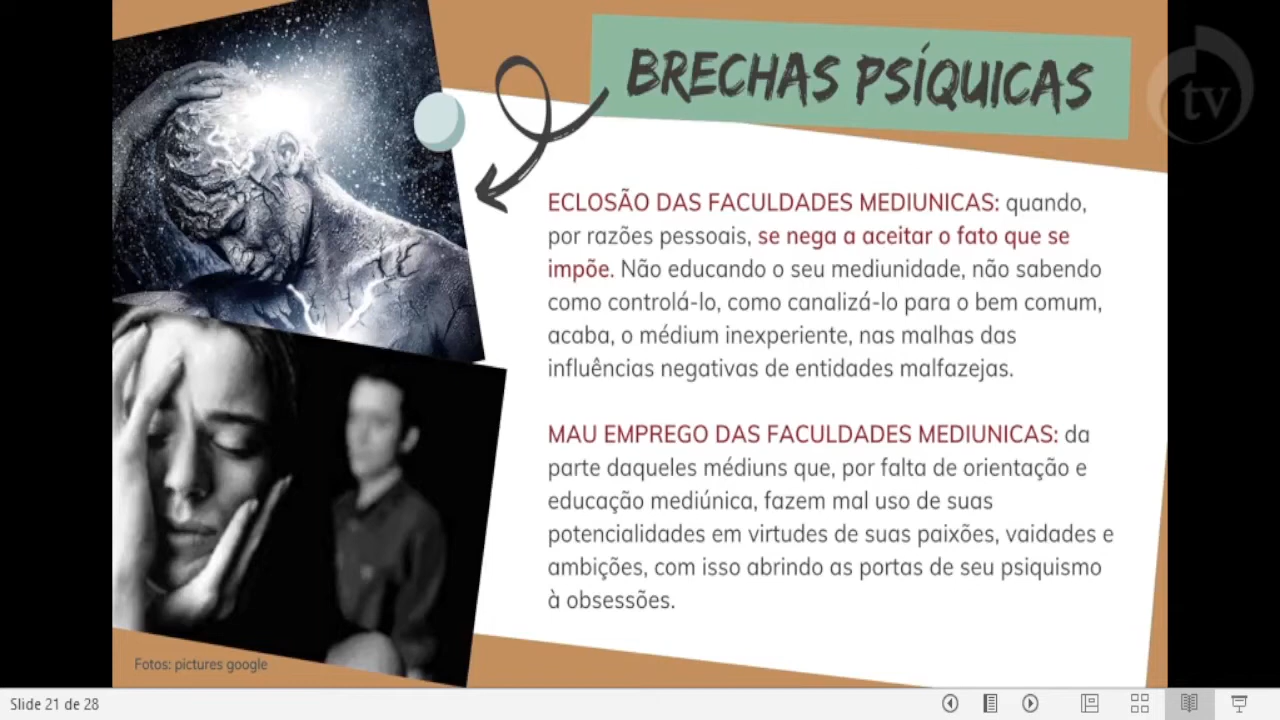 BRECHAS PSÍQUICAS
tv
ECLOSÃO DAS FACULDADES MEDIUNICAS: quando,
por razões pessoais, se nega a aceitar o fato que se
impõe. Não educando o seu mediunidade, não sabendo
como controlá-lo, como canalizá-lo para o bem comum,
acaba, o médium inexperiente, nas malhas das
influências negativas de entidades malfazejas.
MAU EMPREGO DAS FACULDADES MEDIUNICAS: da
parte daqueles médiuns que, por falta de orientação e
educação mediúnica, fazem mal uso de suas
potencialidades em virtudes de suas paixões, vaidades e
ambições, com isso abrindo as portas de seu psiquismo
à obsessões.
Fotos: pictures google
Slide 21 de 28